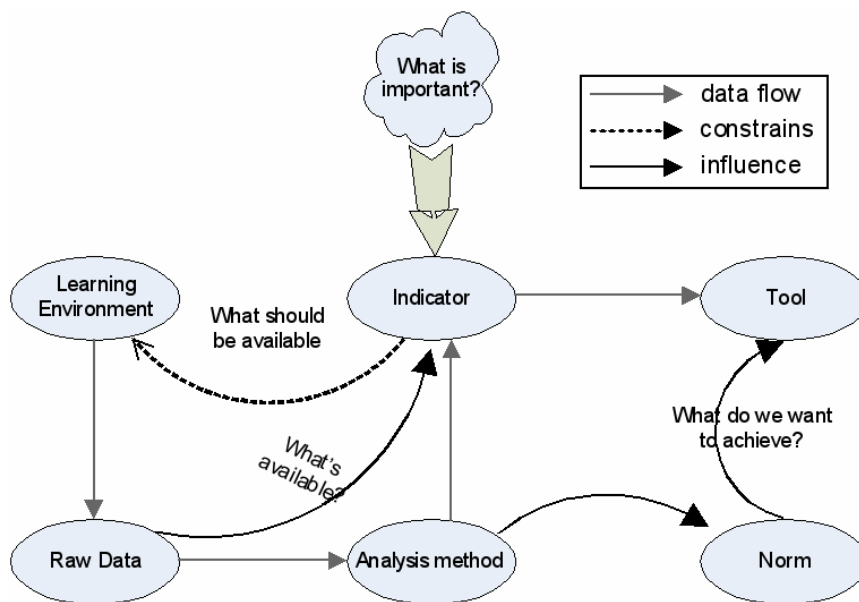 What is
important?
data flow
constrains
influence
Learning
Environment
What should
be available
Indicator
Tool
What's
available?
What do we want
to achieve?
Raw Data
Analysis method
Norm